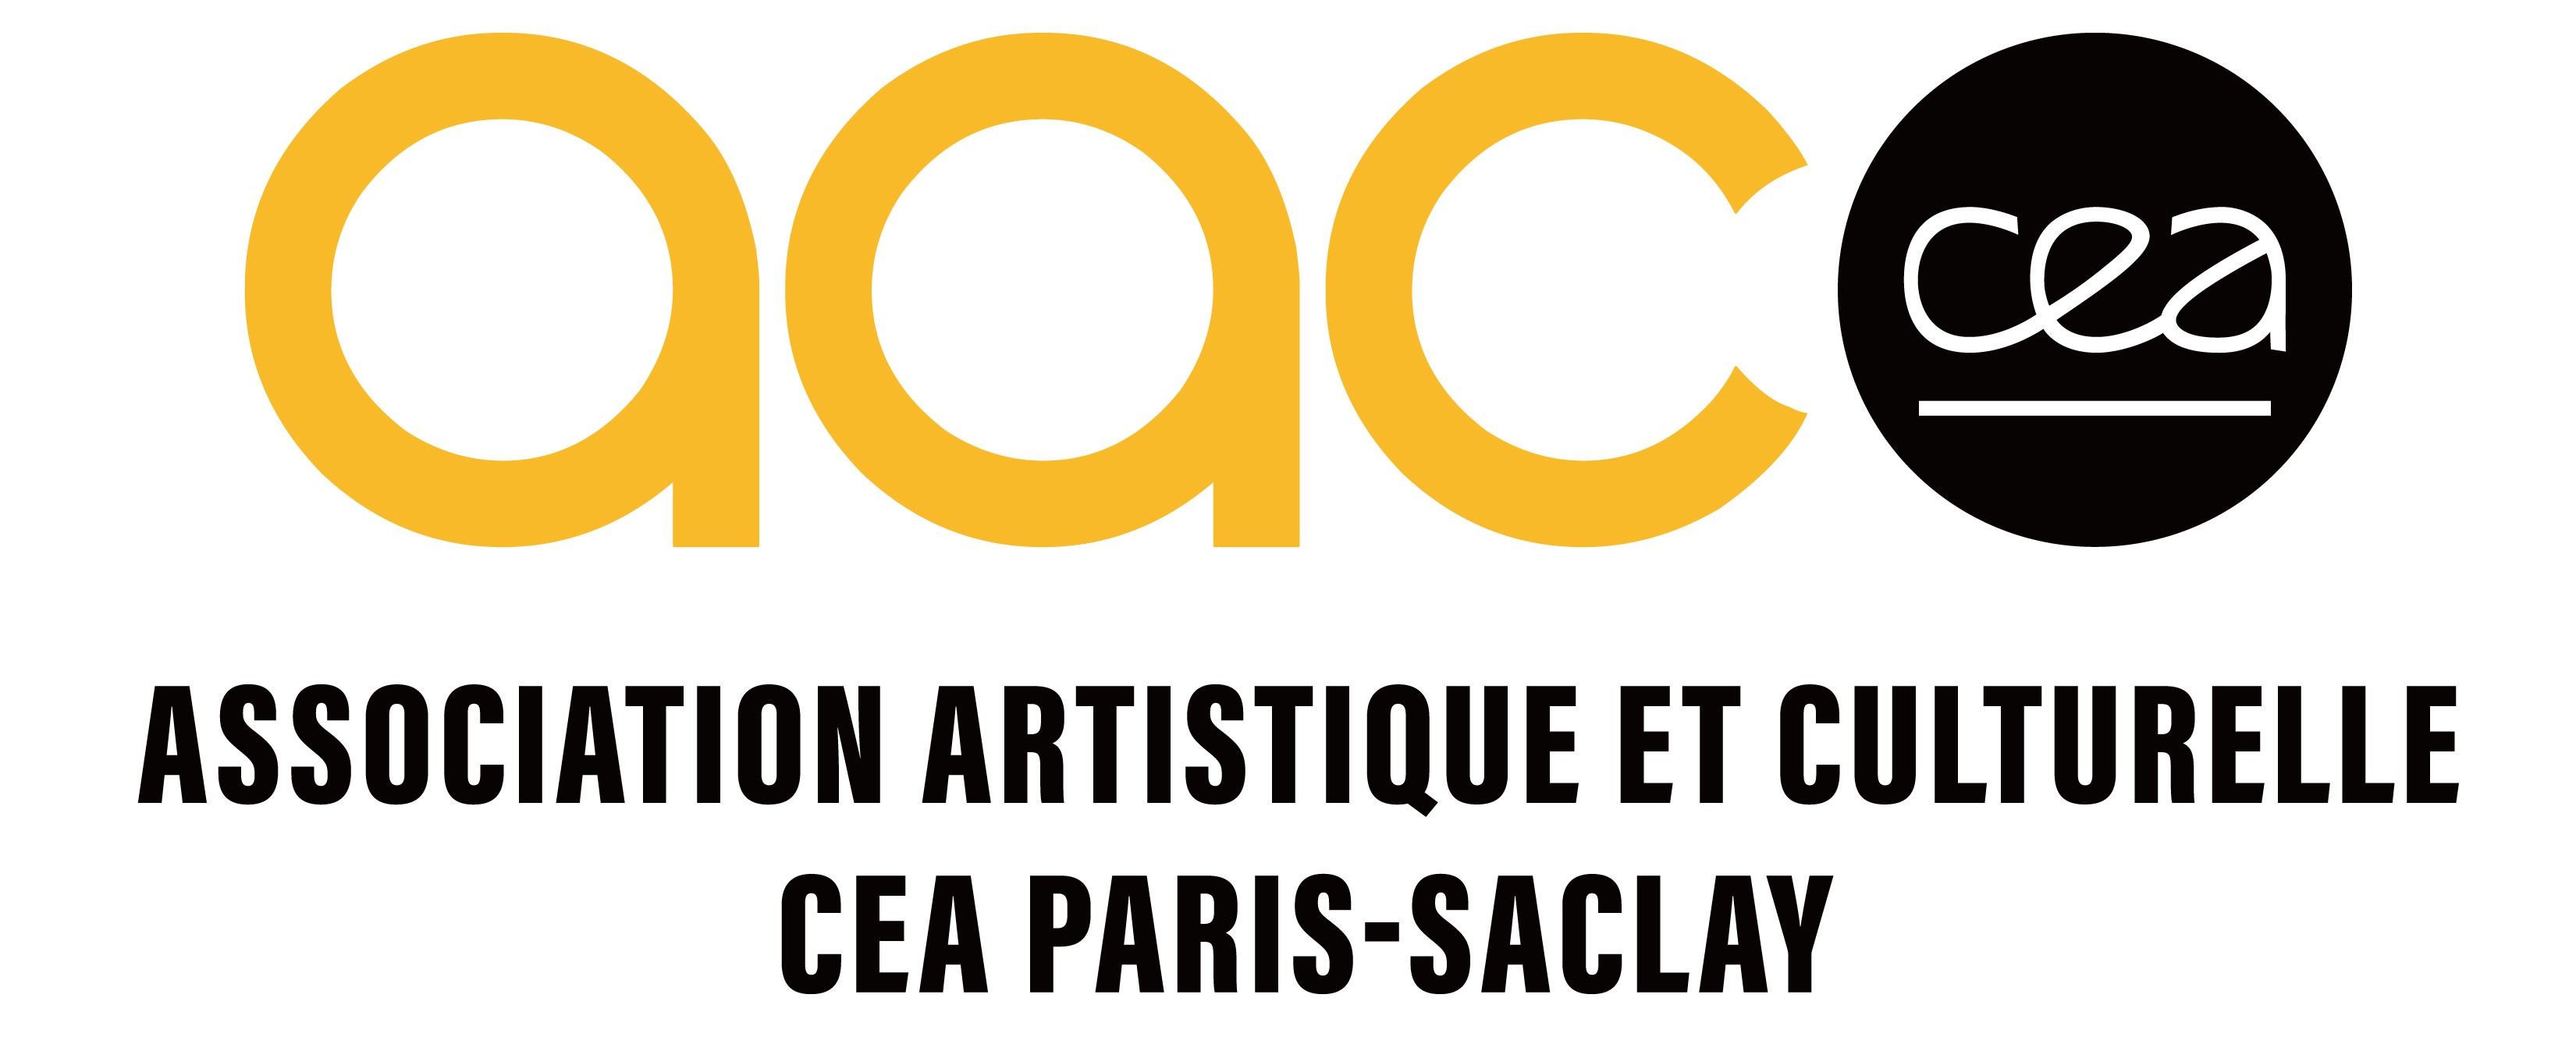 aac cea
ASSOCIATION ARTISTIQUE ET CULTURELLE
CEA PARIS-SACLAY